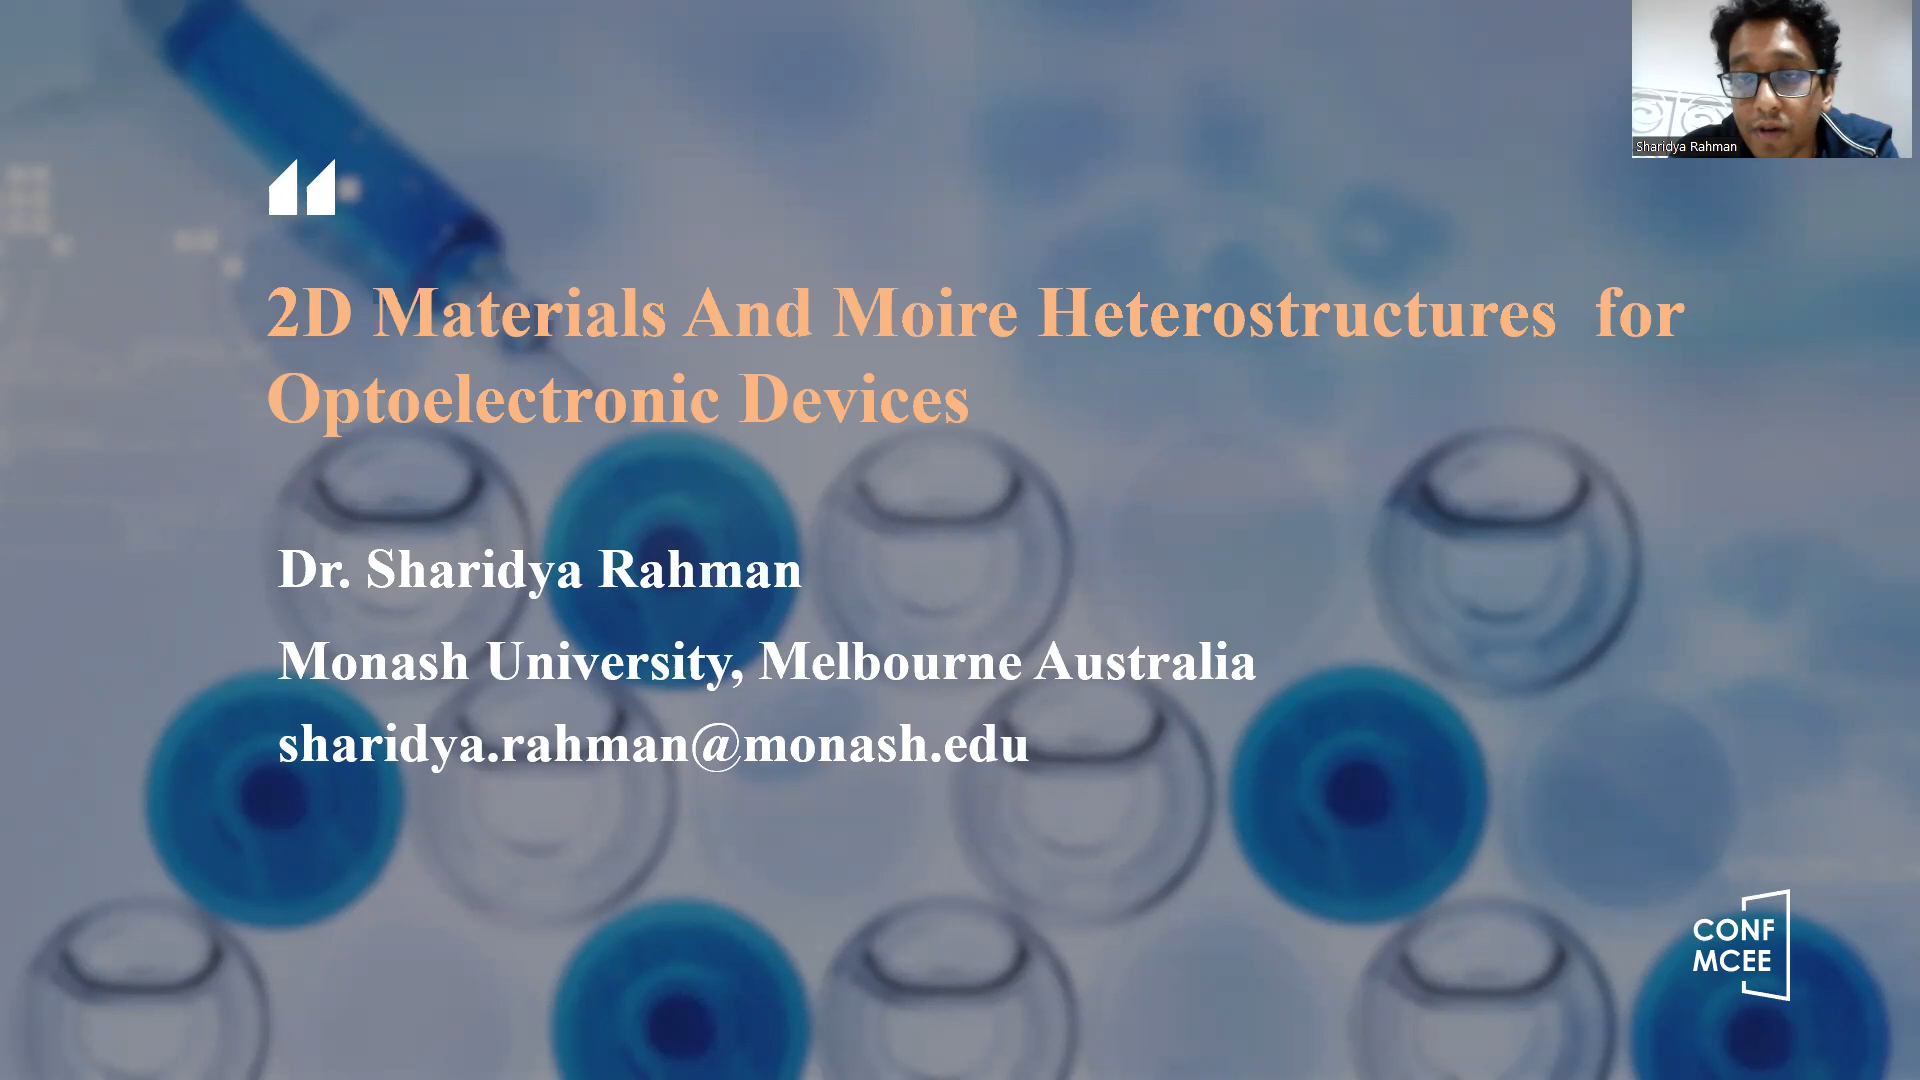 Sharidya Rahman
2D Materials And Moire Heterostructures for
Optoelectronic Devices
Dr. Sharidya Rahman
Monash University, Melbourne Australia
sharidya.rahman@monash.edu
CONF
MCEE